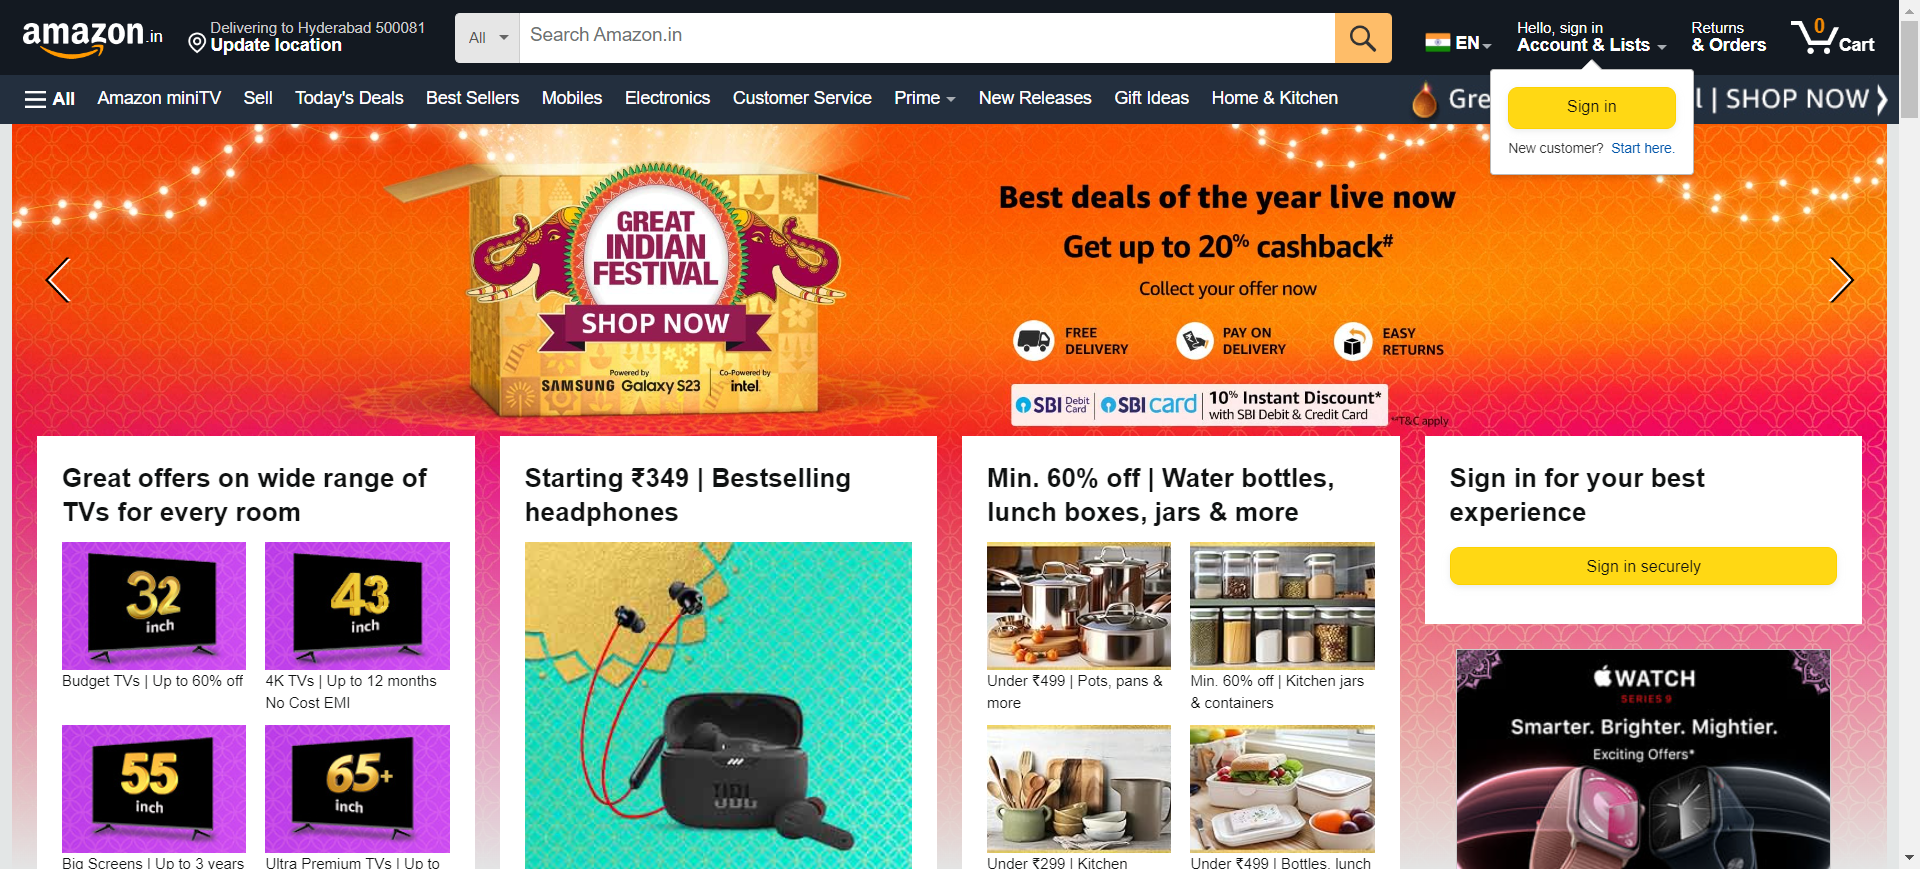 amazon.in
Delivering to Hyderabad 500081
Update location
All
Search Amazon.in
EN
Hello, sign in
Account & Lists
Returns
& Orders
0
Cart
All
Amazon miniTV
Sell
Today's Deals
Best Sellers
Mobiles
Electronics
Customer Service
Prime
New Releases
Gift Ideas
Home & Kitchen
Gre
l | SHOP NOW
Sign in
New customer? Start here.
GREAT
INDIAN
FESTIVAL
SHOP NOW
Powered by
SAMSUNG Galaxy S23
Co-Powered by
intel
Best deals of the year live now
Get up to 20% cashback#
Collect your offer now
FREE
DELIVERY
PAY ON
DELIVERY
EASY
RETURNS
SBI Debit Card
SBI card
10% Instant Discount*
with SBI Debit & Credit Card
T&C apply
Great offers on wide range of
TVs for every room
32
inch
43
inch
Budget TVs | Up to 60% off
4K TVs | Up to 12 months
No Cost EMI
55
inch
65+
inch
Big Screens | Up to 3 years
Ultra Premium TVs | Up to
Starting ₹349 | Bestselling
headphones
JBL
Min. 60% off | Water bottles,
lunch boxes, jars & more
Under ₹499 | Pots, pans &
more
Min. 60% off | Kitchen jars
& containers
Under ₹299 | Kitchen
Under ₹499 | Bottles, lunch
Sign in for your best
experience
Sign in securely
WATCH
SERIES 9
Smarter. Brighter. Mightier.
Exciting Offers*